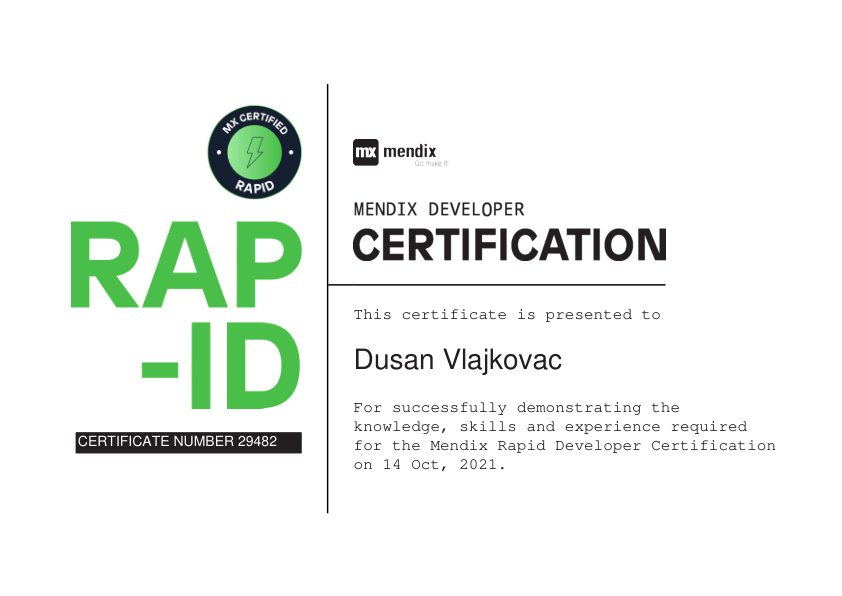 MX CERTIFIED
RAPID
RAP
-ID
CERTIFICATE NUMBER 29482
mx mendix
Go make it
MENDIX DEVELOPER
CERTIFICATION
This certificate is presented to
Dusan Vlajkovac
For successfully demonstrating the
knowledge, skills and experience required
for the Mendix Rapid Developer Certification
on 14 Oct, 2021.